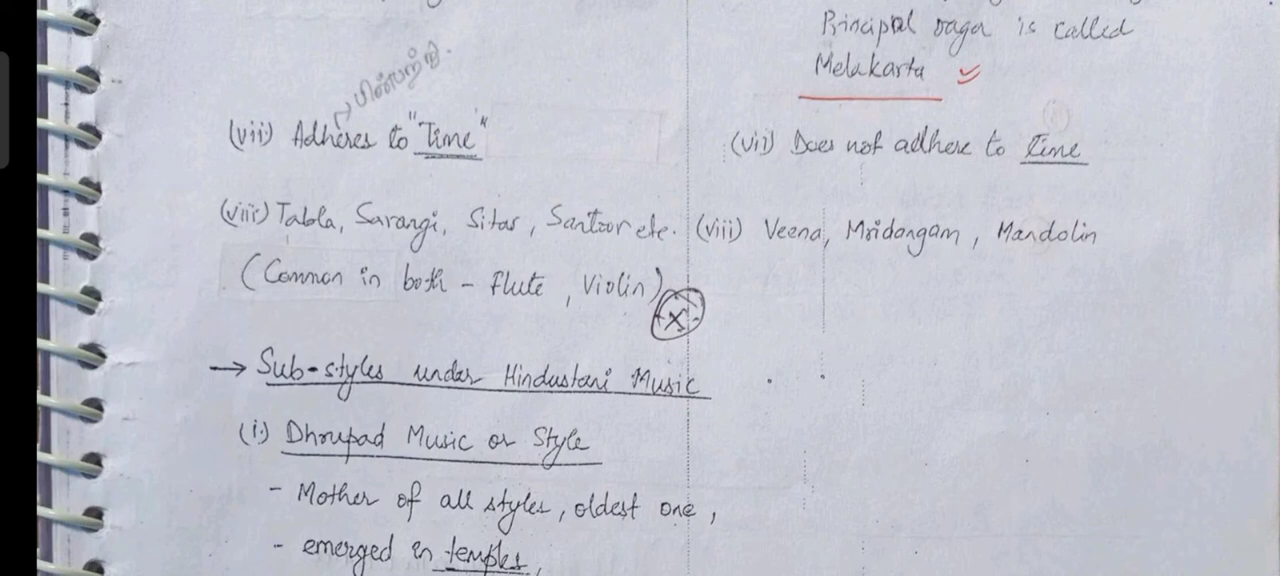 Principal raga is called
Melakarta
பின்பற்றி
(vii) Adheres to "Time"
(vii) Does not adhere to time
(viii) Tabla, Sarangi, Sitar, Santoor etc.
(viii) Veena, Mridangam, Mandolin
(Common in both - flute, Violin)
X
→ Sub-styles under Hindustani Music
(i) Dhrupad Music or Style
- Mother of all styles, oldest one,
- emerged in temples,